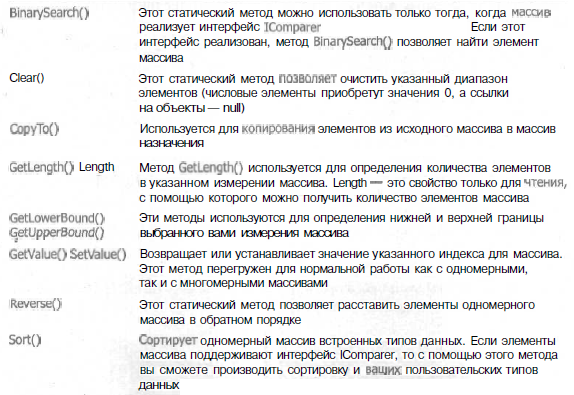 BinarySearch() Этот статический метод можно использовать только тогда, когда массив
реализует интерфейс IComparer Если этот
интерфейс реализован, метод BinarySearch() позволяет найти элемент
массива
Clear() Этот статический метод позволяет очистить указанный диапазон
элементов (числовые элементы приобретут значения 0, а ссылки
на объекты — null)
CopyTo() Используется для копирования элементов из исходного массива в массив
назначения
GetLength() Length Метод GetLength() используется для определения количества элементов
в указанном измерении массива. Length — это свойство только для чтения,
с помощью которого можно получить количество элементов массива
GetLowerBound() Эти методы используются для определения нижней и верхней границы
GetUpperBound() выбранного вами измерения массива
GetValue() SetValue() Возвращает или устанавливает значение указанного индекса для массива.
Этот метод перегружен для нормальной работы как с одномерными,
так и с многомерными массивами
Reverse() Этот статический метод позволяет расставить элементы одномерного
массива в обратном порядке
Sort() Сортирует одномерный массив встроенных типов данных. Если элементы
массива поддерживают интерфейс IComparer, то с помощью этого метода
вы сможете производить сортировку и ваших пользовательских типов
данных